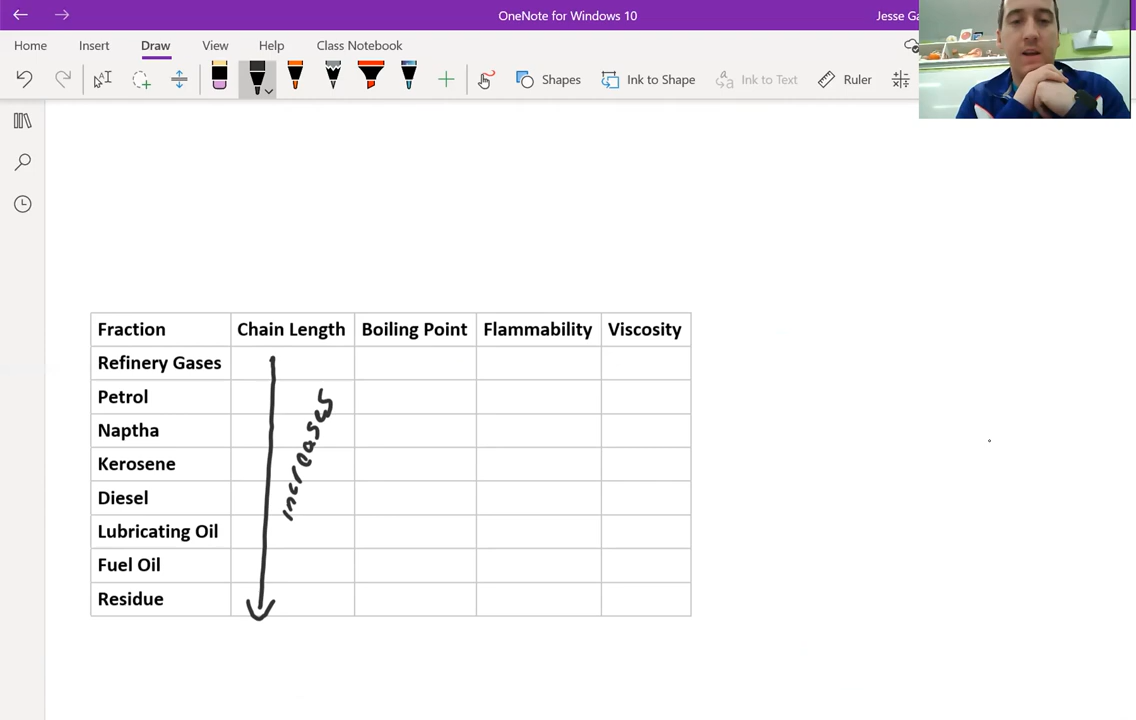 OneNote for Windows 10
Jesse Ga
Home Insert Draw View Help Class Notebook
Shapes Ink to Shape Ink to Text Ruler
Fraction Chain Length Boiling Point Flammability Viscosity
Refinery Gases
Petrol
Naptha
Kerosene
Diesel
Lubricating Oil
Fuel Oil
Residue
increases